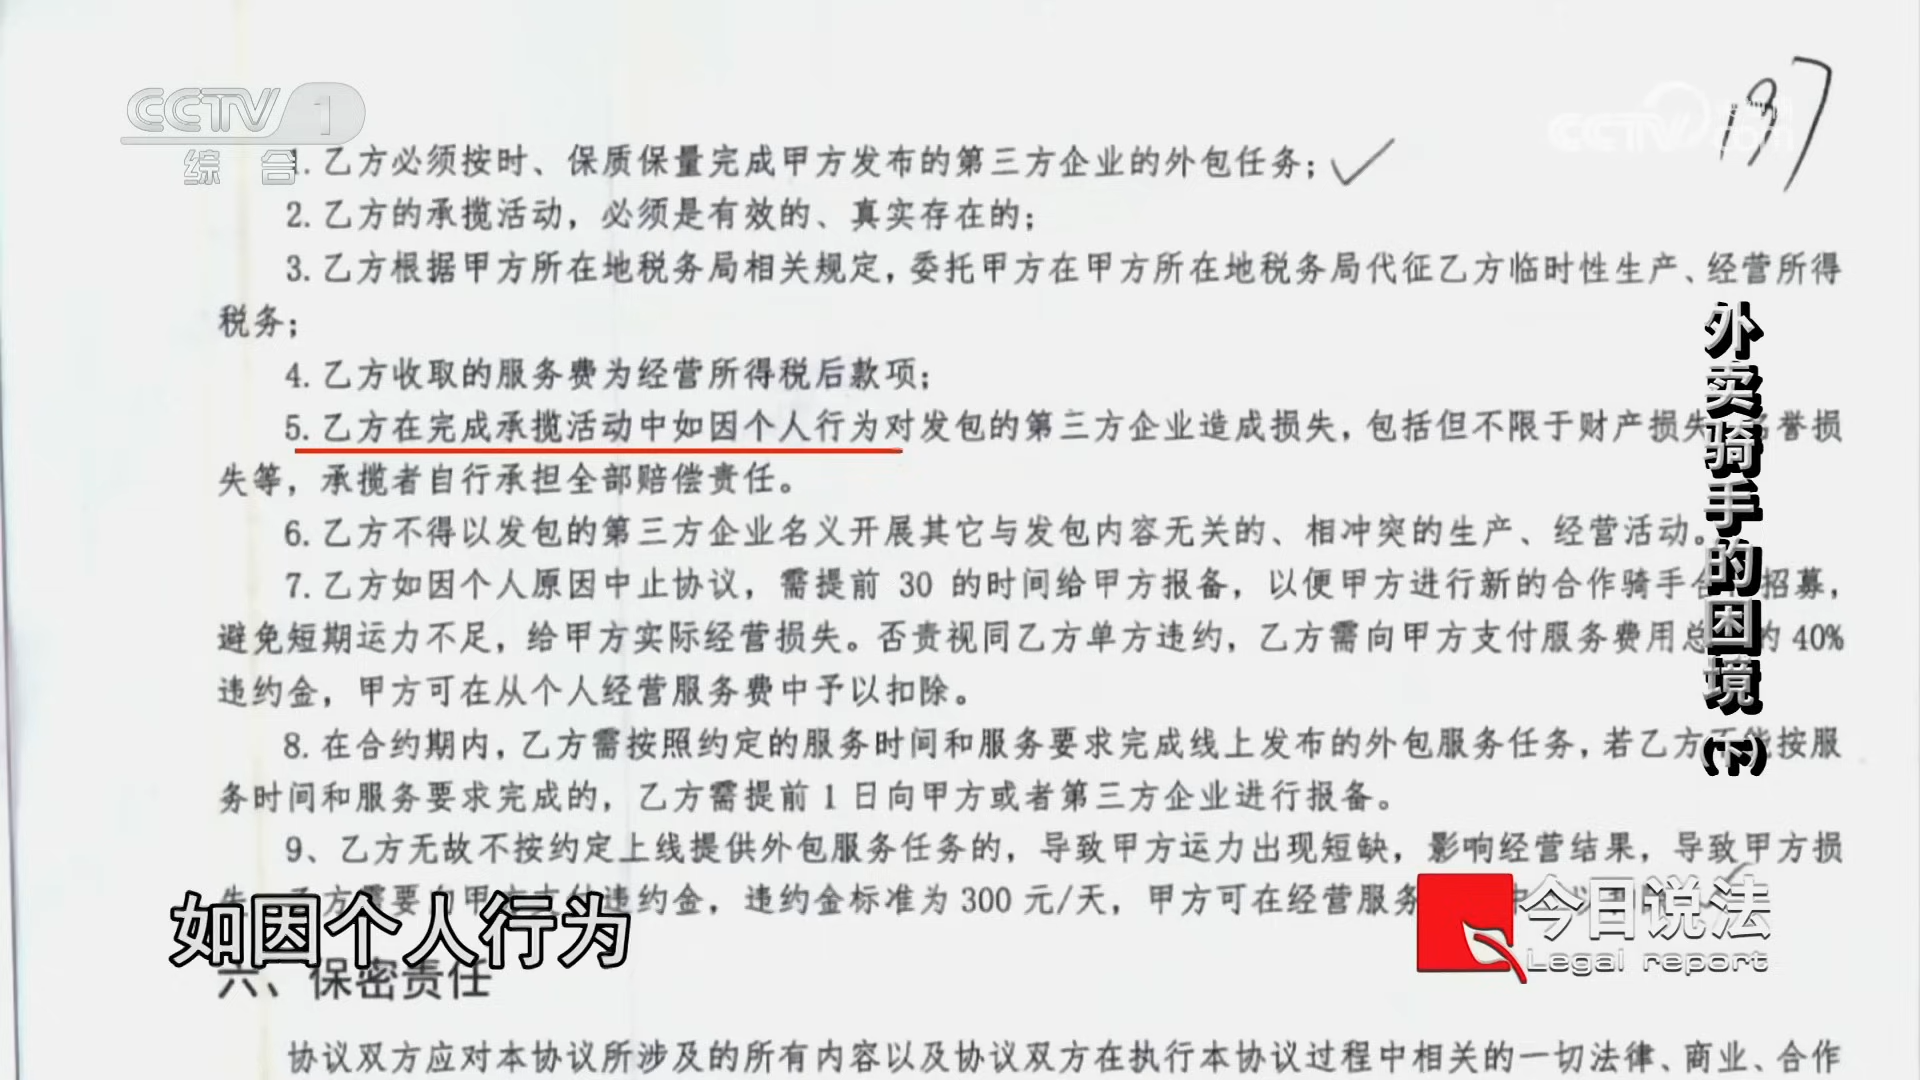 CCTV 1
综合
CCTV.com
197
1.乙方必须按时、保质保量完成甲方发布的第三方企业的外包任务;
2.乙方的承揽活动，必须是有效的、真实存在的;
3.乙方根据甲方所在地税务局相关规定,委托甲方在甲方所在地税务局代征乙方临时性生产、经营所得
税务;
4.乙方收取的服务费为经营所得税后款项;
5.乙方在完成承揽活动中如因个人行为对发包的第三方企业造成损失，包括但不限于财产损失 名誉损
失等，承揽者自行承担全部赔偿责任。
6.乙方不得以发包的第三方企业名义开展其它与发包内容无关的、相冲突的生产、经营活动。
7.乙方如因个人原因中止协议，需提前 30 的时间给甲方报备，以便甲方进行新的合作骑手 招募，
避免短期运力不足，给甲方实际经营损失。否责视同乙方单方违约，乙方需向甲方支付服务费用总 的 40%
违约金，甲方可在从个人经营服务费中予以扣除。
8.在合约期内,乙方需按照约定的服务时间和服务要求完成线上发布的外包服务任务,若乙方不能按服
务时间和服务要求完成的，乙方需提前 1 日向甲方或者第三方企业进行报备。
9、乙方无故不按约定上线提供外包服务任务的，导致甲方运力出现短缺，影响经营结果，导致甲方损
乙方需要向甲方支付违约金，违约金标准为 300 元/天，甲方可在经营服务
六、保密责任
协议双方应对本协议所涉及的所有内容以及协议双方在执行本协议过程中相关的一切法律、商业、合作
外卖骑手的困境(下)
如因个人行为
今日说法
Legal report